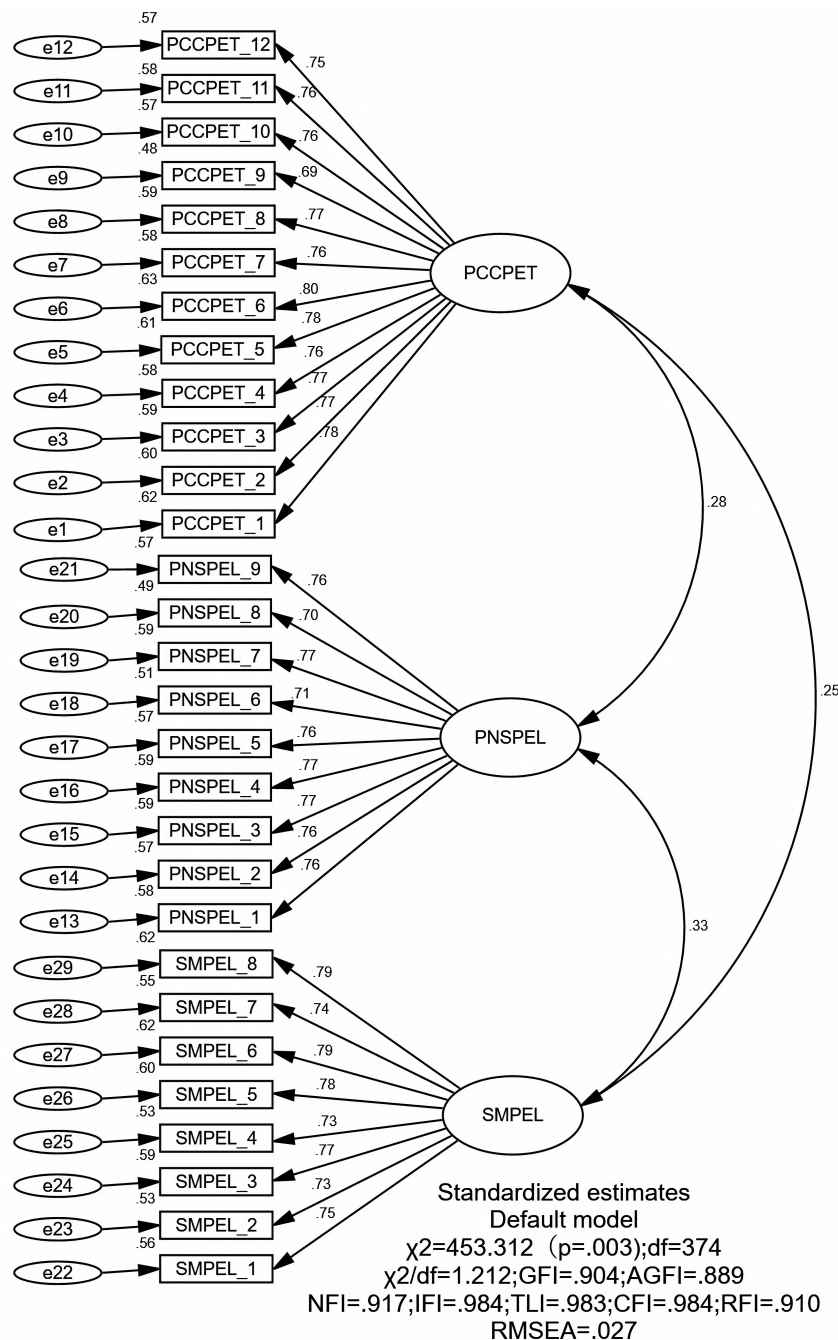 .57
e12 PCCPET_12 .75
.58
e11 PCCPET_11 .76
.57
e10 PCCPET_10 .76
.48
e9 PCCPET_9 .69
.59
e8 PCCPET_8 .77
.58
e7 PCCPET_7 .76
.63
e6 PCCPET_6 .80
.61
e5 PCCPET_5 .78
.58
e4 PCCPET_4 .76
.59
e3 PCCPET_3 .77
.60
e2 PCCPET_2 .77
.62
e1 PCCPET_1 .78
PCCPET
.28
.25
.57
e21 PNSPEL_9 .76
.49
e20 PNSPEL_8 .70
.59
e19 PNSPEL_7 .77
.51
e18 PNSPEL_6 .71
.57
e17 PNSPEL_5 .76
.59
e16 PNSPEL_4 .77
.59
e15 PNSPEL_3 .77
.57
e14 PNSPEL_2 .76
.58
e13 PNSPEL_1 .76
PNSPEL
.33
.62
e29 SMPEL_8 .79
.55
e28 SMPEL_7 .74
.62
e27 SMPEL_6 .79
.60
e26 SMPEL_5 .78
.53
e25 SMPEL_4 .73
.59
e24 SMPEL_3 .77
.53
e23 SMPEL_2 .73
.56
e22 SMPEL_1 .75
SMPEL
Standardized estimates
Default model
χ2=453.312（p=.003);df=374
χ2/df=1.212;GFI=.904;AGFI=.889
NFI=.917;IFI=.984;TLI=.983;CFI=.984;RFI=.910
RMSEA=.027